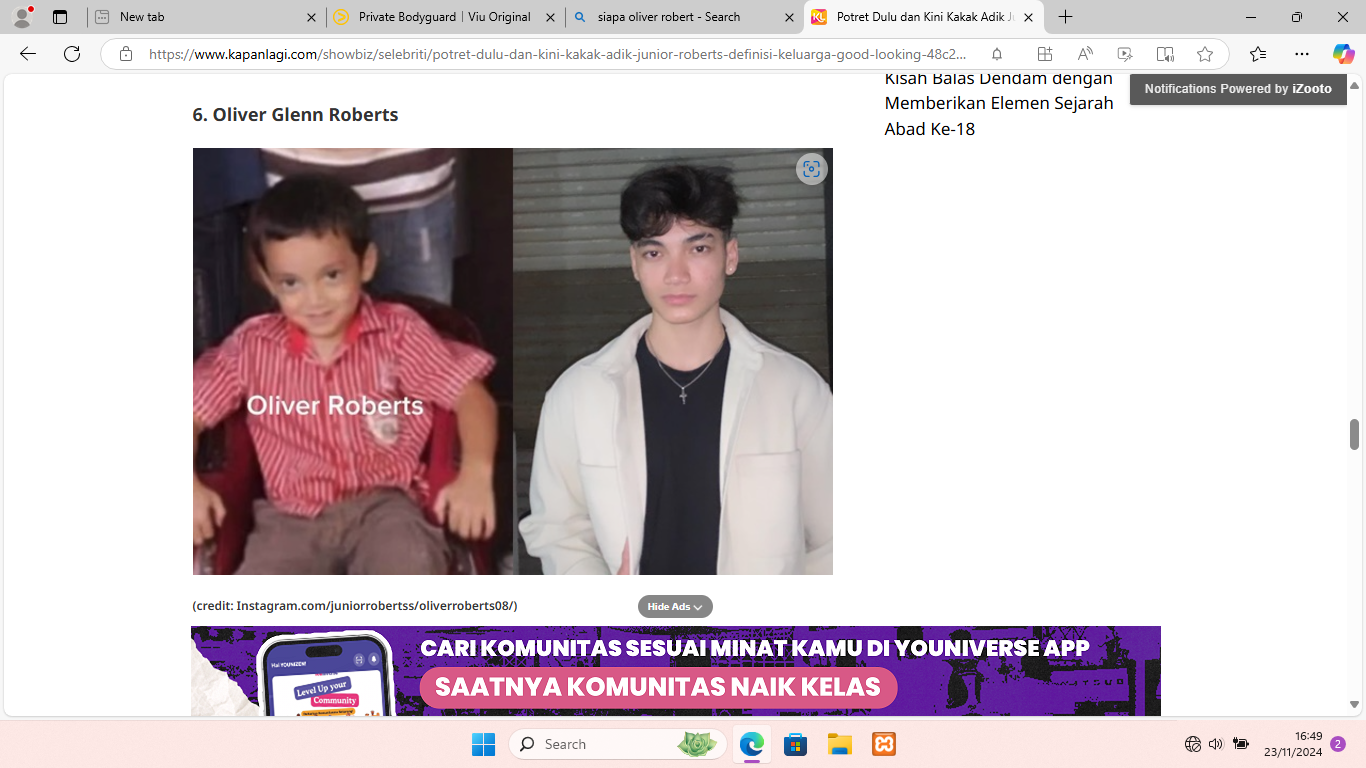 New tab
Private Bodyguard | Viu Original
siapa oliver robert - Search
Potret Dulu dan Kini Kakak Adik Ju
https://www.kapanlagi.com/showbiz/selebriti/potret-dulu-dan-kini-kakak-adik-junior-roberts-definisi-keluarga-good-looking-48c2...
Kisah Balas Dendam dengan
Memberikan Elemen Sejarah
Abad Ke-18
Notifications Powered by iZooto
6. Oliver Glenn Roberts
Oliver Roberts
(credit: Instagram.com/juniorrobertss/oliverroberts08/)
Hide Ads
Hai YOUNIZEN!
Level Up your
Community
CARI KOMUNITAS SESUAI MINAT KAMU DI YOUNIVERSE APP
SAATNYA KOMUNITAS NAIK KELAS
Search
16:49
23/11/2024
2